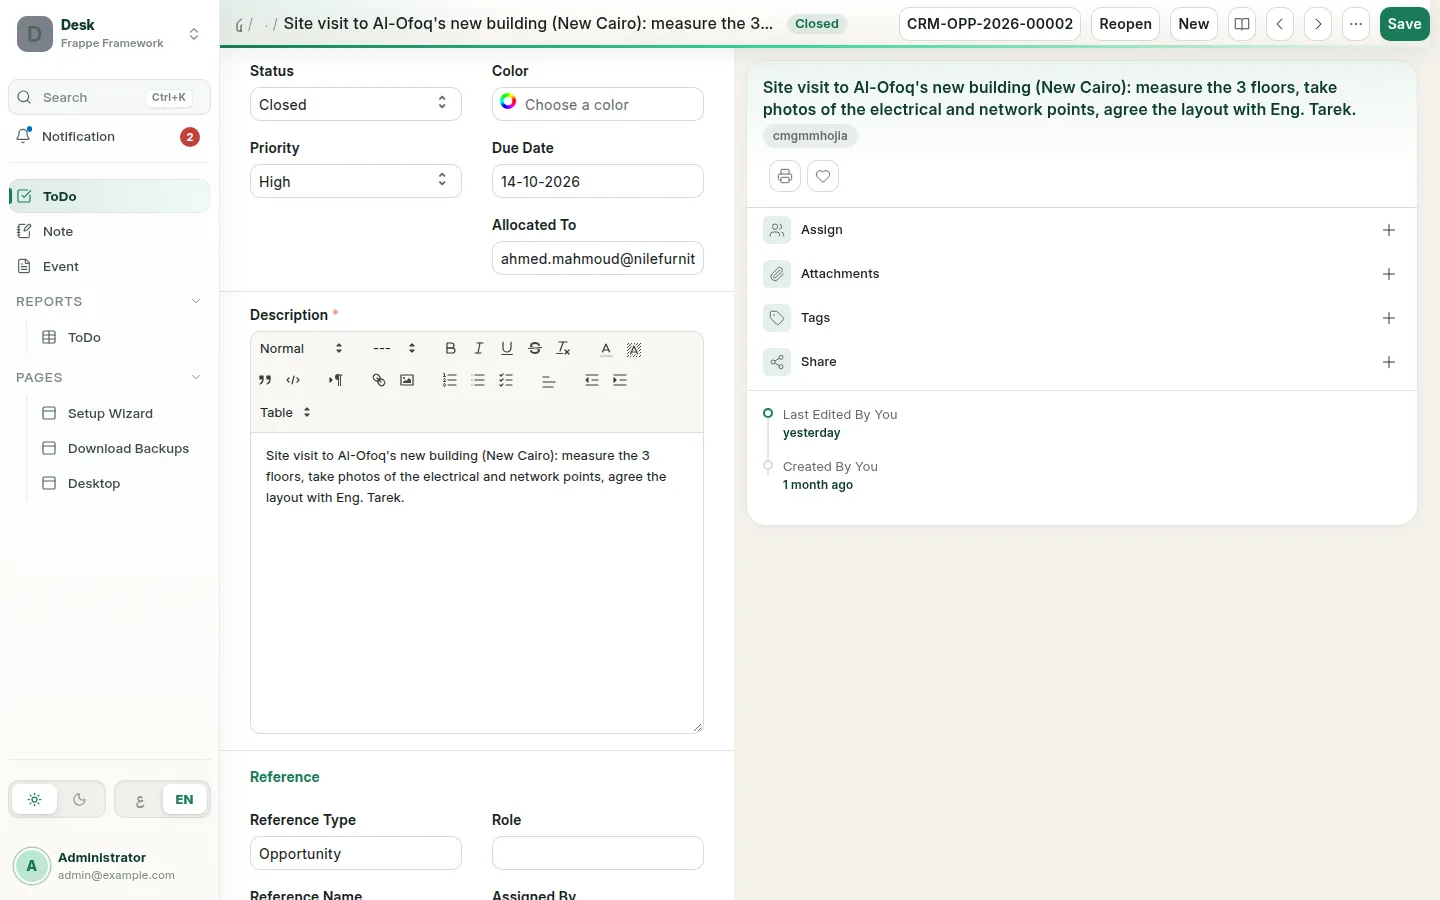 D
Desk
Frappe Framework
Search
Ctrl+K
Notification
2
ToDo
Note
Event
REPORTS
ToDo
PAGES
Setup Wizard
Download Backups
Desktop
ع
EN
A
Administrator
admin@example.com
/ /
Site visit to Al-Ofoq's new building (New Cairo): measure the 3...
Closed
CRM-OPP-2026-00002
Reopen
New
Save
Status
Color
Closed
Choose a color
Priority
Due Date
High
14-10-2026
Allocated To
ahmed.mahmoud@nilefurnit
Description *
Normal
---
Table
Site visit to Al-Ofoq's new building (New Cairo): measure the 3
floors, take photos of the electrical and network points, agree the
layout with Eng. Tarek.
Reference
Reference Type
Role
Opportunity
Reference Name
Assigned By
Site visit to Al-Ofoq's new building (New Cairo): measure the 3 floors, take
photos of the electrical and network points, agree the layout with Eng. Tarek.
cmgmmhojla
Assign
Attachments
Tags
Share
Last Edited By You
yesterday
Created By You
1 month ago